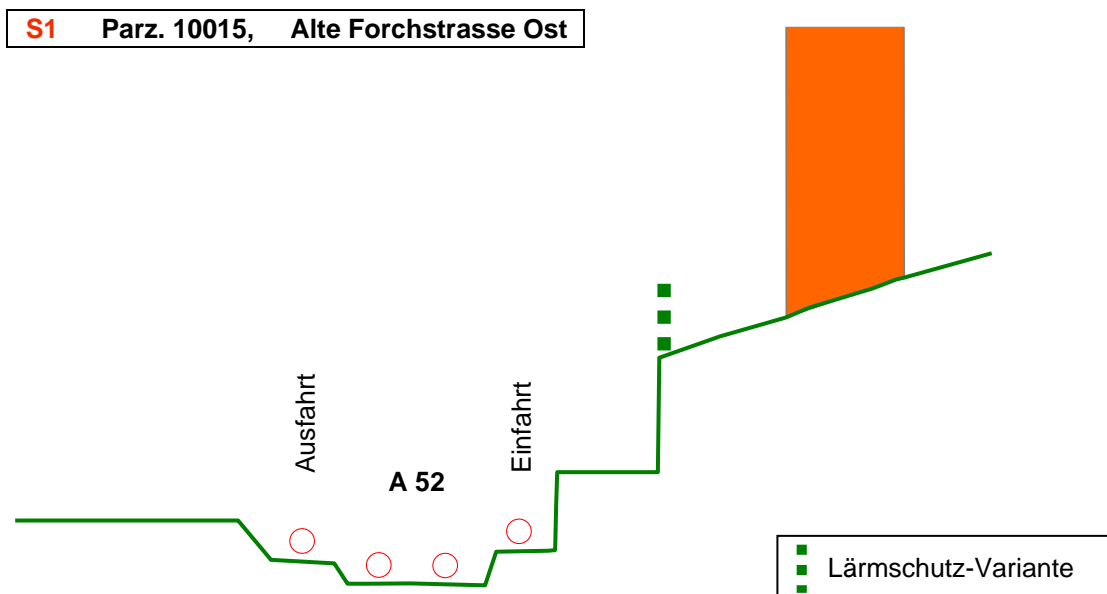 S1 Parz. 10015, Alte Forchstrasse Ost
Ausfahrt
Einfahrt
A 52
Lärmschutz-Variante